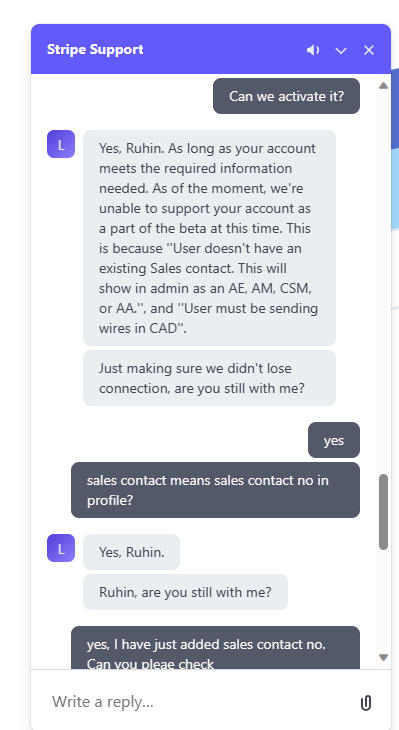 Stripe Support
Can we activate it?
L
Yes, Ruhin. As long as your account
meets the required information
needed. As of the moment, we're
unable to support your account as
a part of the beta at this time. This
is because "User doesn't have an
existing Sales contact. This will
show in admin as an AE, AM, CSM,
or AA.", and "User must be sending
wires in CAD".
Just making sure we didn't lose
connection, are you still with me?
yes
sales contact means sales contact no in
profile?
L
Yes, Ruhin.
Ruhin, are you still with me?
yes, I have just added sales contact no.
Can you pleae check
Write a reply...